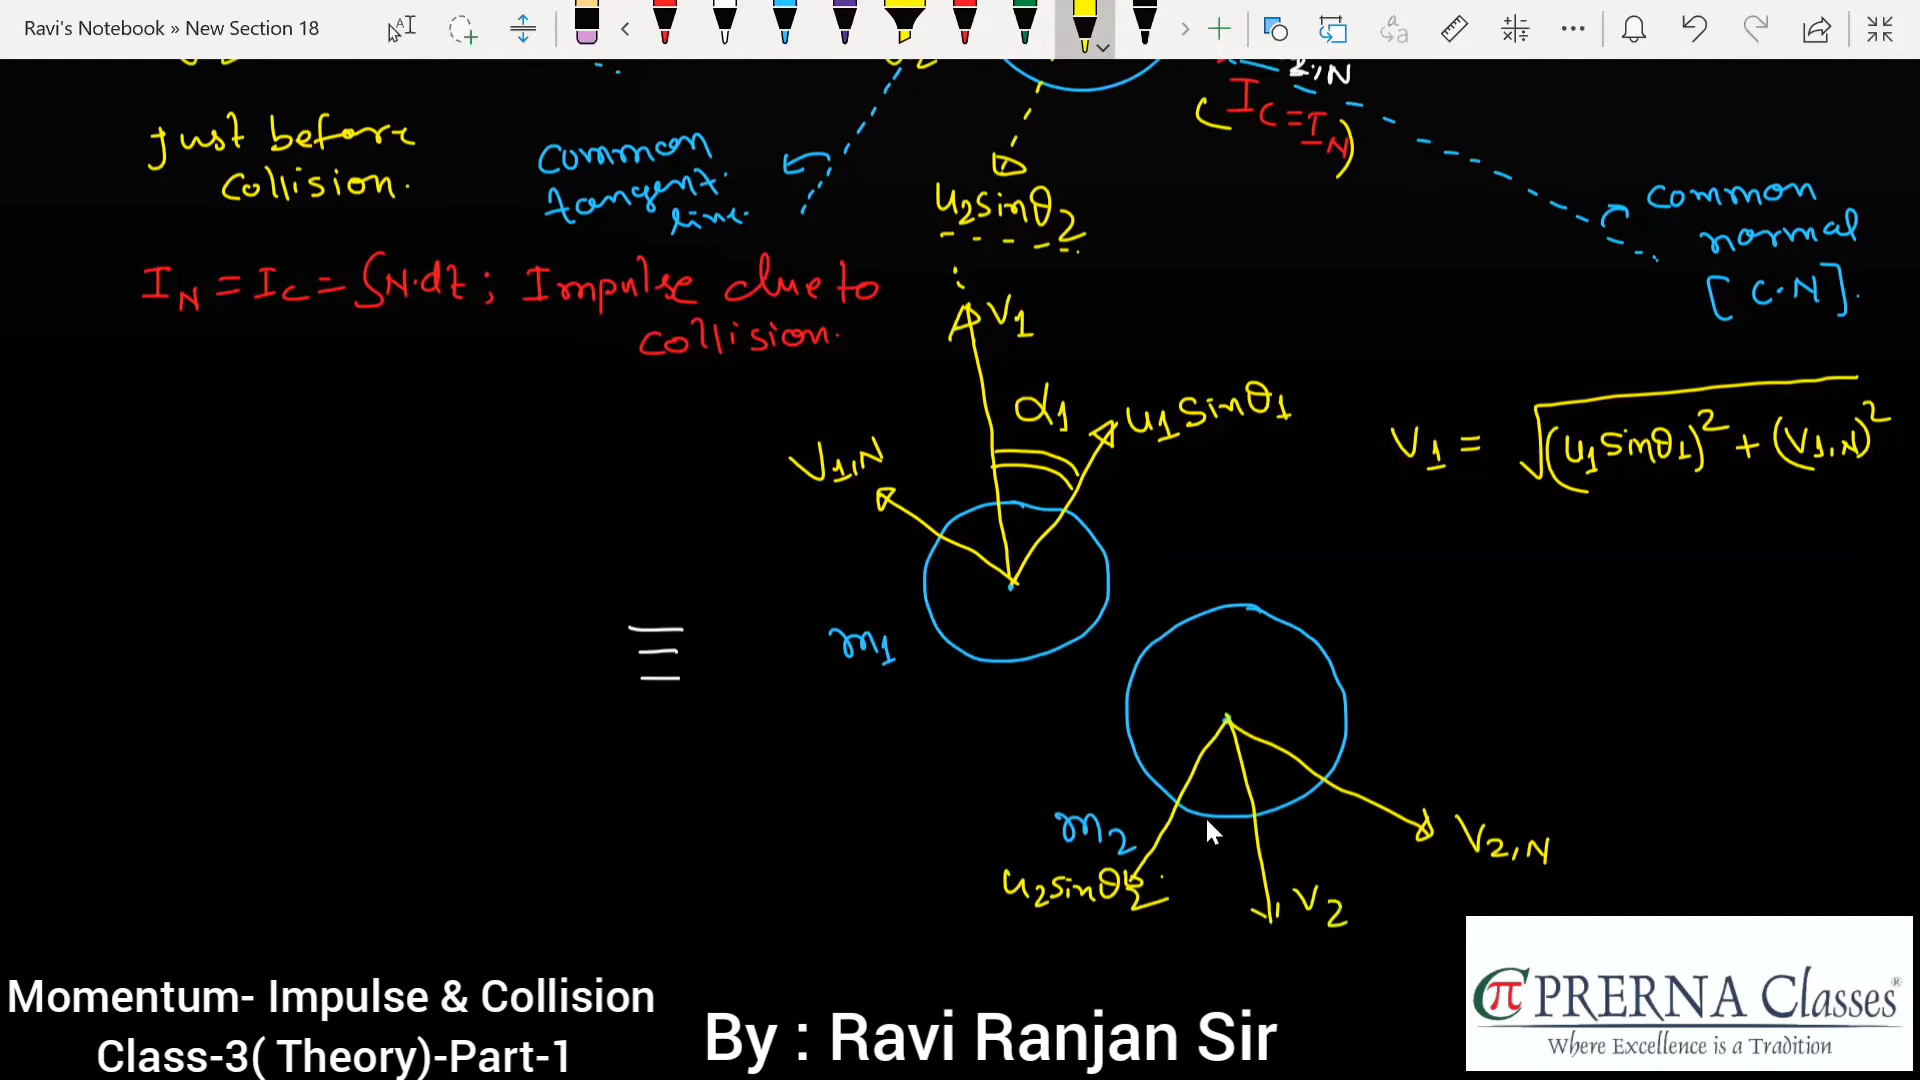 Ravi's Notebook » New Section 18
2,N
(I_C = I_N)
just before
collision.
common
tangent
line.
u₂sinθ₂
common
normal
[C.N].
I_N = I_C = ∫N.dt ; Impulse due to
collision.
V₁
α₁
u₁sinθ₁
V₁,N
V₁ = √((u₁sinθ₁)² + (V₁,N)²
≡
m₁
m₂
u₂sinθ₂
V₂
V₂,N
Momentum- Impulse & Collision
Class-3( Theory)-Part-1
By : Ravi Ranjan Sir
π PRERNA Classes®
Where Excellence is a Tradition